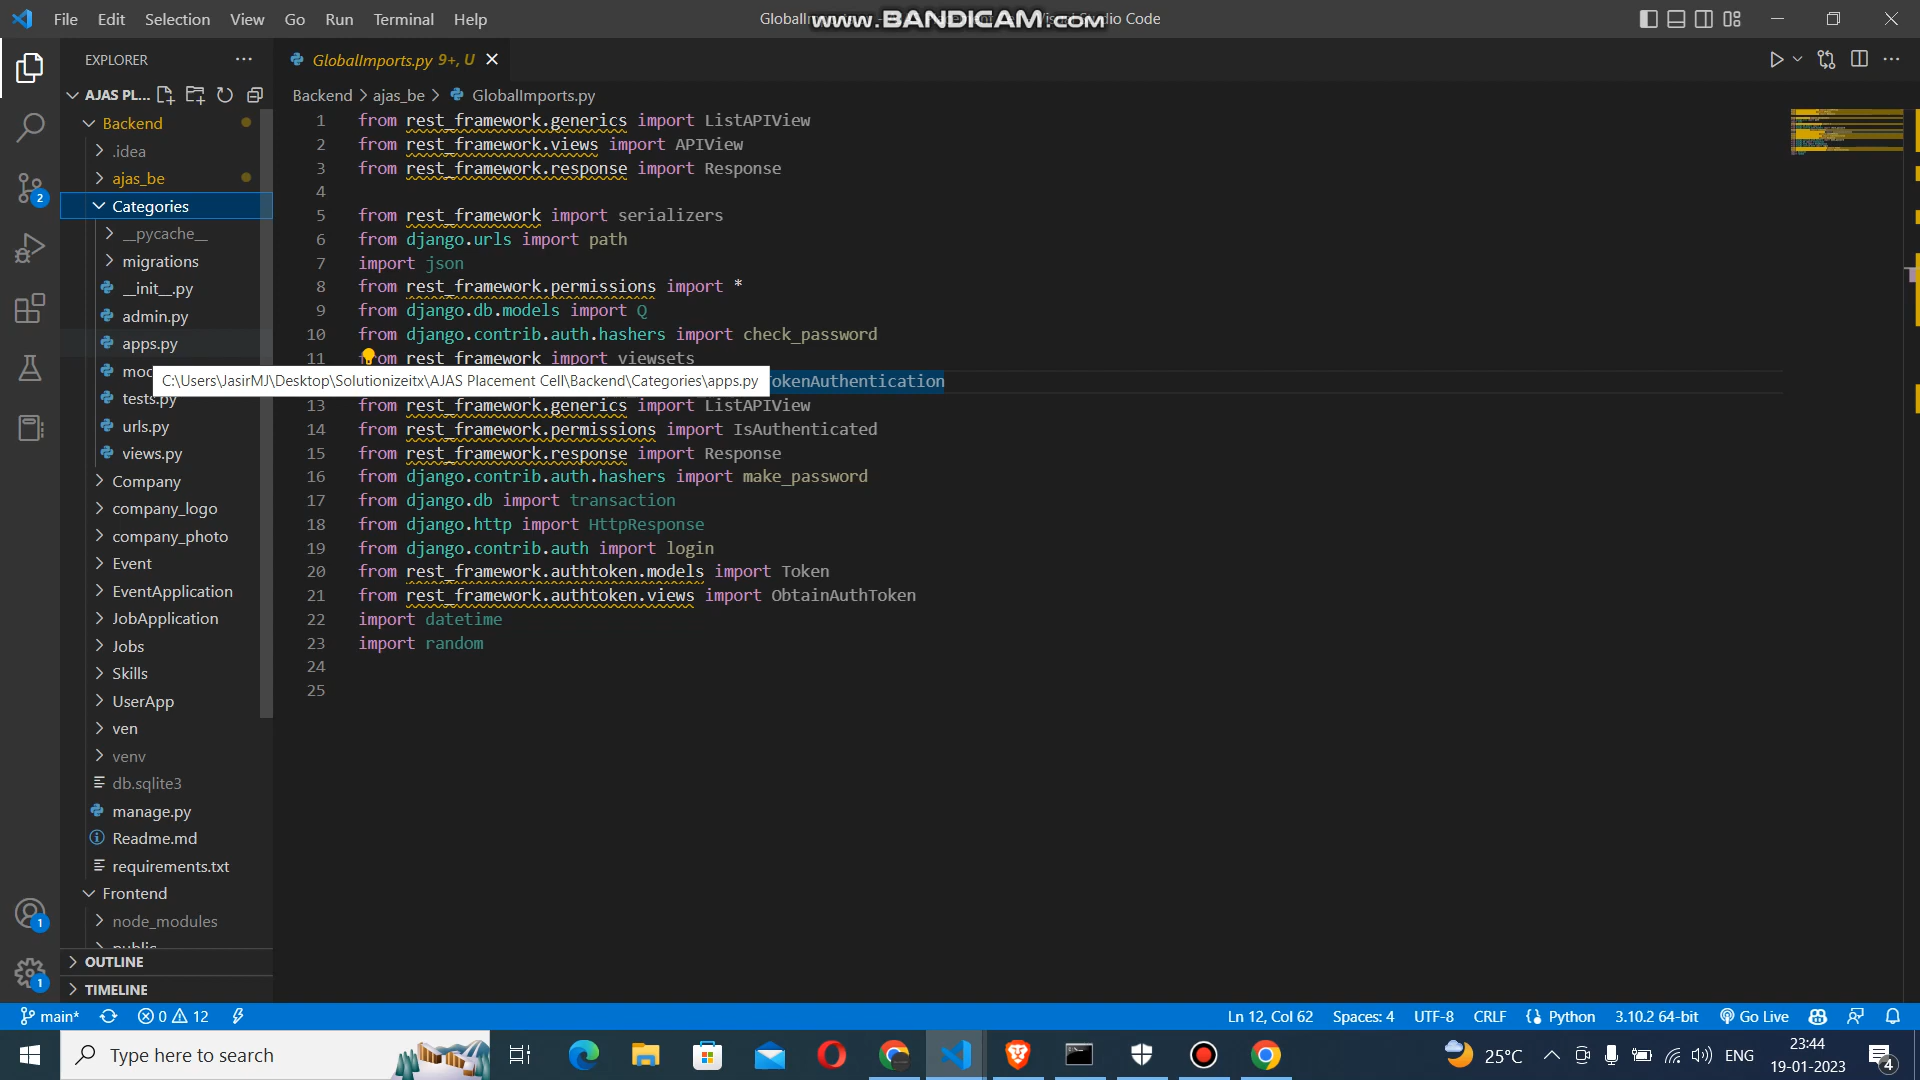 File Edit Selection View Go Run Terminal Help
www.BANDICAM.com
Visual Studio Code
EXPLORER
GlobalImports.py 9+, U
AJAS PL...
Backend > ajas_be > GlobalImports.py
Backend
.idea
ajas_be
Categories
__pycache__
migrations
__init__.py
admin.py
apps.py
C:\Users\JasirMJ\Desktop\Solutionizeitx\AJAS Placement Cell\Backend\Categories\apps.py
tests.py
urls.py
views.py
Company
company_logo
company_photo
Event
EventApplication
JobApplication
Jobs
Skills
UserApp
ven
venv
db.sqlite3
manage.py
Readme.md
requirements.txt
Frontend
node_modules
public
OUTLINE
TIMELINE
1 from rest_framework.generics import ListAPIView
2 from rest_framework.views import APIView
3 from rest_framework.response import Response
4
5 from rest_framework import serializers
6 from django.urls import path
7 import json
8 from rest_framework.permissions import *
9 from django.db.models import Q
10 from django.contrib.auth.hashers import check_password
11 from rest_framework import viewsets
TokenAuthentication
13 from rest_framework.generics import ListAPIView
14 from rest_framework.permissions import IsAuthenticated
15 from rest_framework.response import Response
16 from django.contrib.auth.hashers import make_password
17 from django.db import transaction
18 from django.http import HttpResponse
19 from django.contrib.auth import login
20 from rest_framework.authtoken.models import Token
21 from rest_framework.authtoken.views import ObtainAuthToken
22 import datetime
23 import random
24
25
2
1
1
main* 0 12
Ln 12, Col 62 Spaces: 4 UTF-8 CRLF Python 3.10.2 64-bit Go Live
Type here to search
25°C ENG
23:44
19-01-2023
4